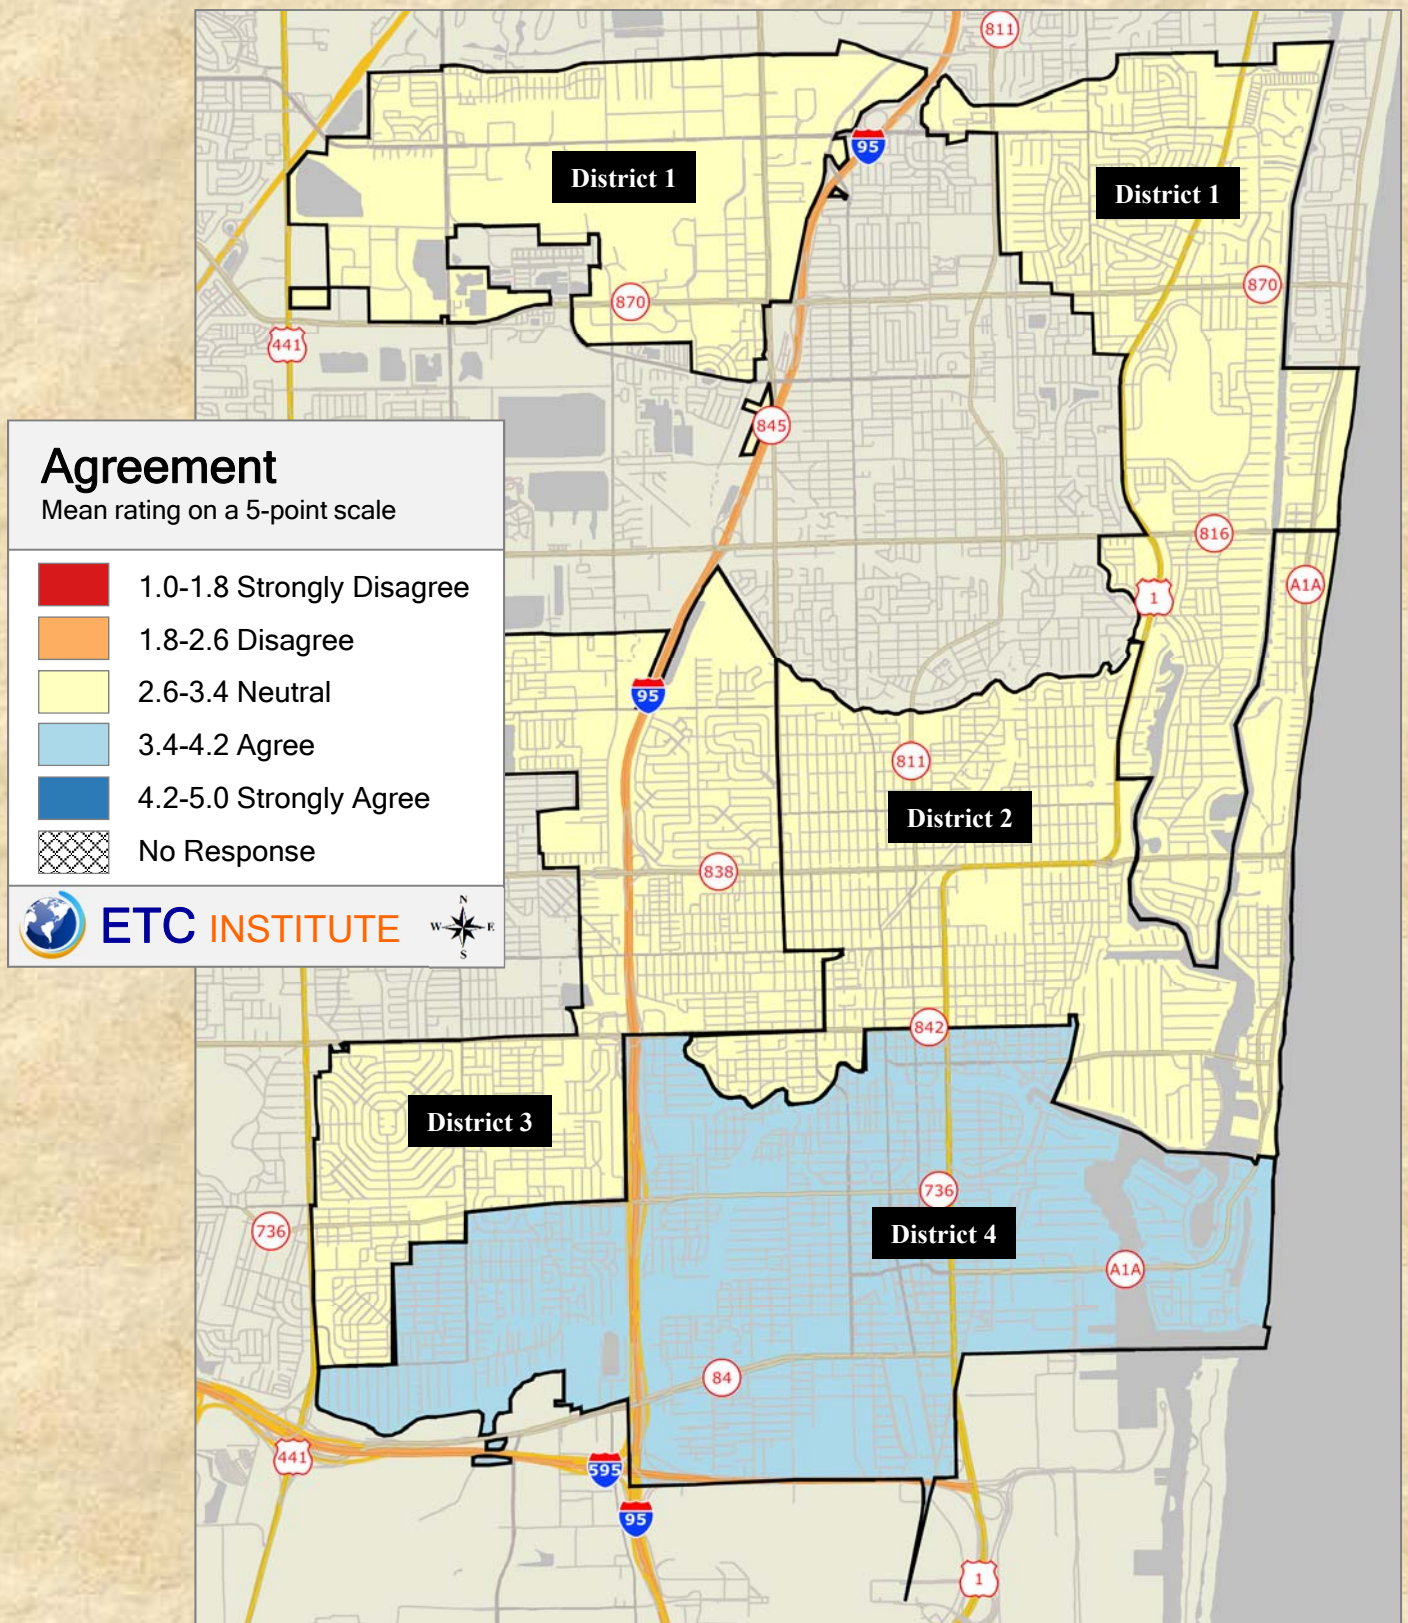 811
95
District 1
District 1
870
870
441
845
Agreement
Mean rating on a 5-point scale
1.0-1.8 Strongly Disagree
1.8-2.6 Disagree
2.6-3.4 Neutral
3.4-4.2 Agree
4.2-5.0 Strongly Agree
No Response
ETC INSTITUTE
N
W E
S
816
A1A
1
95
811
District 2
838
842
District 3
736
736
District 4
A1A
84
441
595
95
1